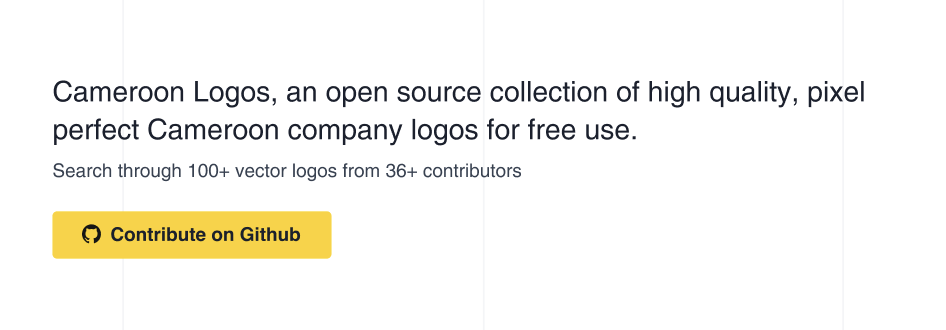 Cameroon Logos, an open source collection of high quality, pixel
perfect Cameroon company logos for free use.
Search through 100+ vector logos from 36+ contributors
Contribute on Github